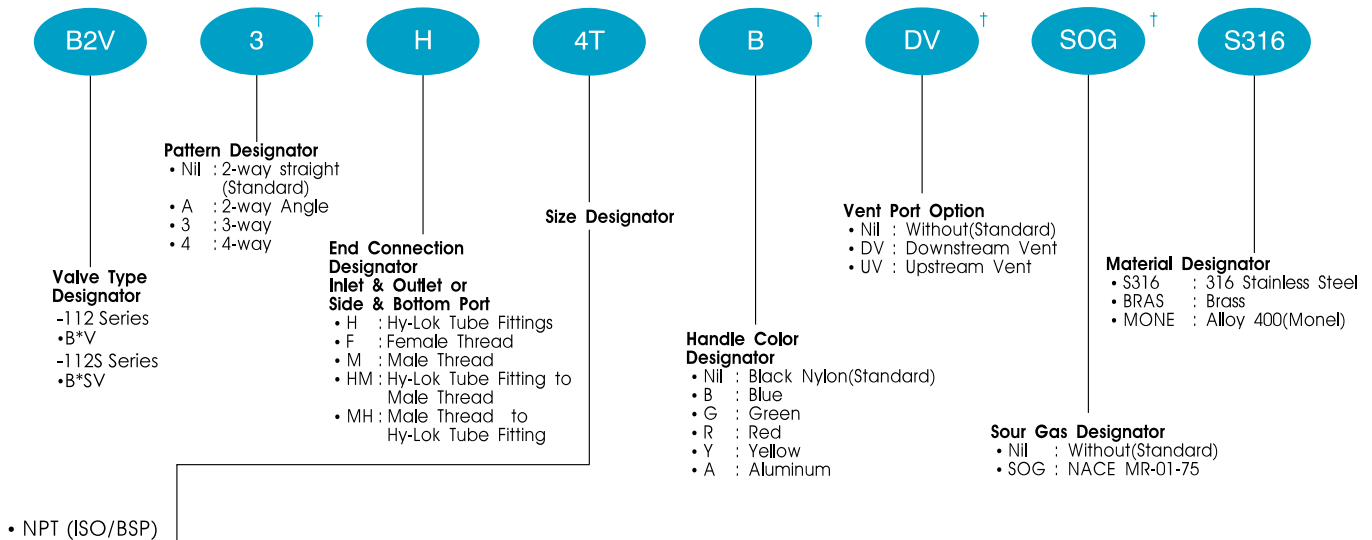 B2V
3 †
H
4T
B †
DV †
SOG †
S316
Valve Type
Designator
-112 Series
•B*V
-112S Series
•B*SV
Pattern Designator
• Nil : 2-way straight
(Standard)
• A : 2-way Angle
• 3 : 3-way
• 4 : 4-way
End Connection
Designator
Inlet & Outlet or
Side & Bottom Port
• H : Hy-Lok Tube Fittings
• F : Female Thread
• M : Male Thread
• HM : Hy-Lok Tube Fitting to
Male Thread
• MH : Male Thread to
Hy-Lok Tube Fitting
Size Designator
• NPT (ISO/BSP)
Handle Color
Designator
• Nil : Black Nylon(Standard)
• B : Blue
• G : Green
• R : Red
• Y : Yellow
• A : Aluminum
Vent Port Option
• Nil : Without(Standard)
• DV : Downstream Vent
• UV : Upstream Vent
Sour Gas Designator
• Nil : Without(Standard)
• SOG : NACE MR-01-75
Material Designator
• S316 : 316 Stainless Steel
• BRAS : Brass
• MONE : Alloy 400(Monel)